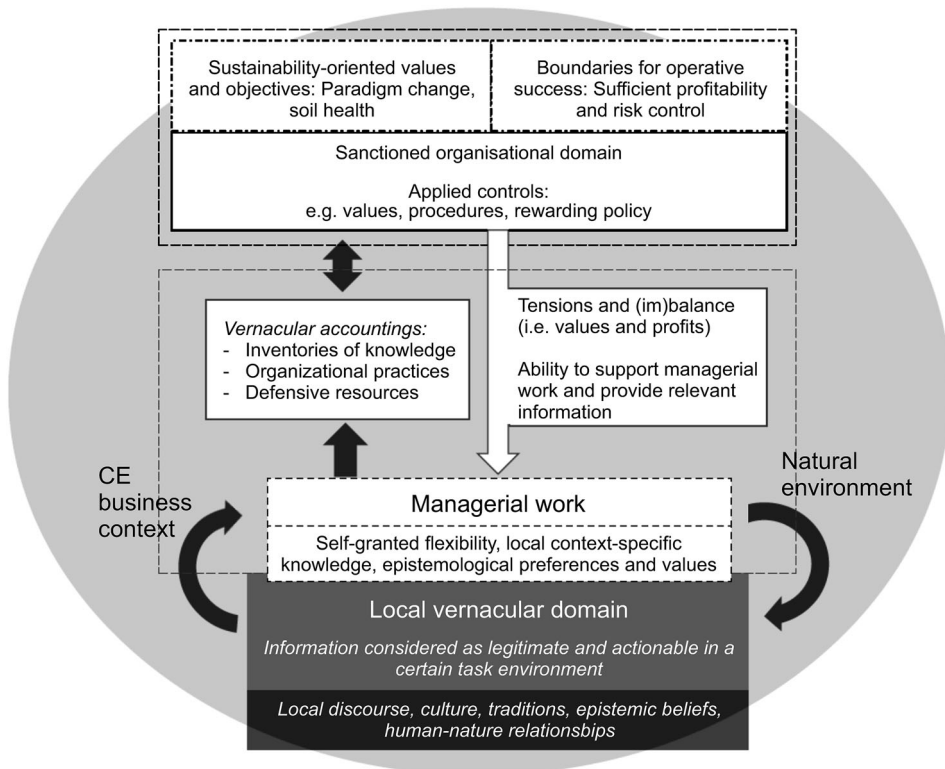 Sustainability-oriented values
and objectives: Paradigm change,
soil health
Boundaries for operative
success: Sufficient profitability
and risk control
Sanctioned organisational domain
Applied controls:
e.g. values, procedures, rewarding policy
Vernacular accountings:
- Inventories of knowledge
- Organizational practices
- Defensive resources
Tensions and (im)balance
(i.e. values and profits)
Ability to support managerial
work and provide relevant
information
CE
business
context
Natural
environment
Managerial work
Self-granted flexibility, local context-specific
knowledge, epistemological preferences and values
Local vernacular domain
Information considered as legitimate and actionable in a
certain task environment
Local discourse, culture, traditions, epistemic beliefs,
human-nature relationsbips